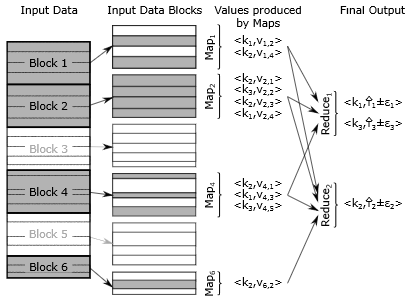 Input Data
Input Data Blocks
Values produced
by Maps
Final Output
Block 1
Block 2
Block 3
Block 4
Block 5
Block 6
Map₁
Map₂
Map₄
Map₆
<k₁,v₁,₂>
<k₂,v₁,₄>
<k₂,v₂,₁>
<k₃,v₂,₂>
<k₂,v₂,₃>
<k₁,v₂,₄>
<k₂,v₄,₁>
<k₁,v₄,₃>
<k₃,v₄,₅>
<k₂,v₆,₂>
Reduce₁
Reduce₂
<k₁,τ̂₁±ε₁>
<k₃,τ̂₃±ε₃>
<k₂,τ̂₂±ε₂>